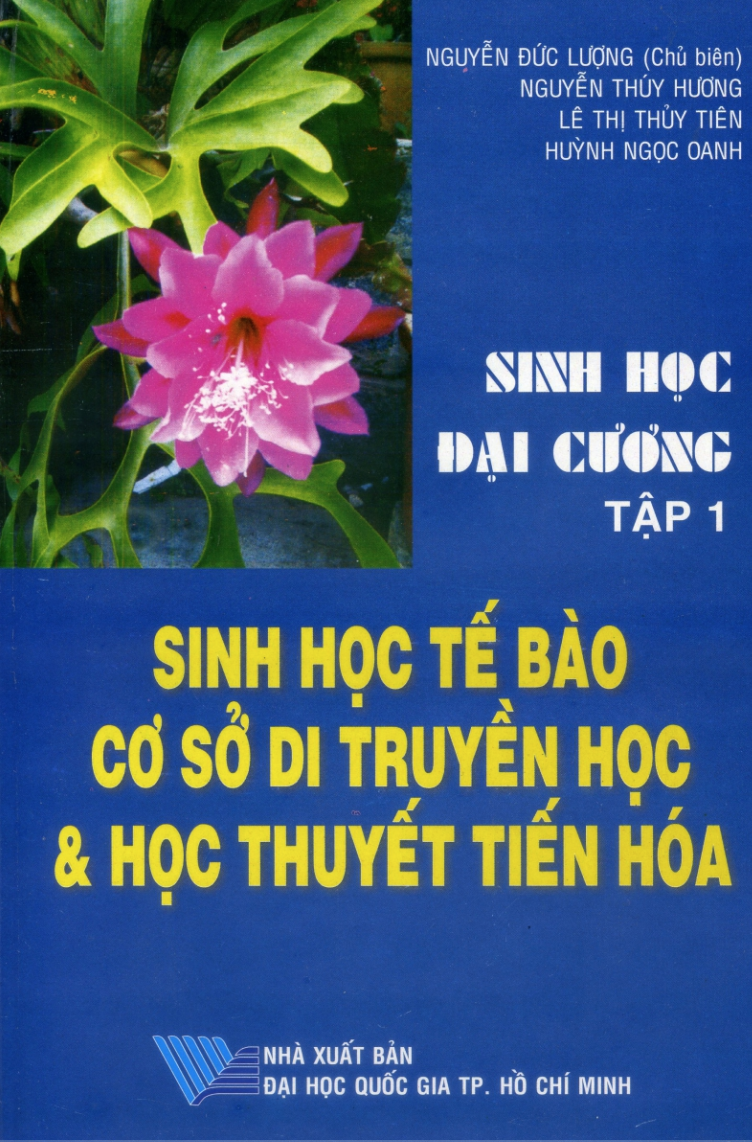 NGUYỄN ĐỨC LƯỢNG (Chủ biên)
NGUYỄN THÚY HƯƠNG
LÊ THỊ THỦY TIÊN
HUỲNH NGỌC OANH
SINH HỌC
ĐẠI CƯƠNG
TẬP 1
SINH HỌC TẾ BÀO
CƠ SỞ DI TRUYỀN HỌC
& HỌC THUYẾT TIẾN HÓA
NHÀ XUẤT BẢN
ĐẠI HỌC QUỐC GIA TP. HỒ CHÍ MINH